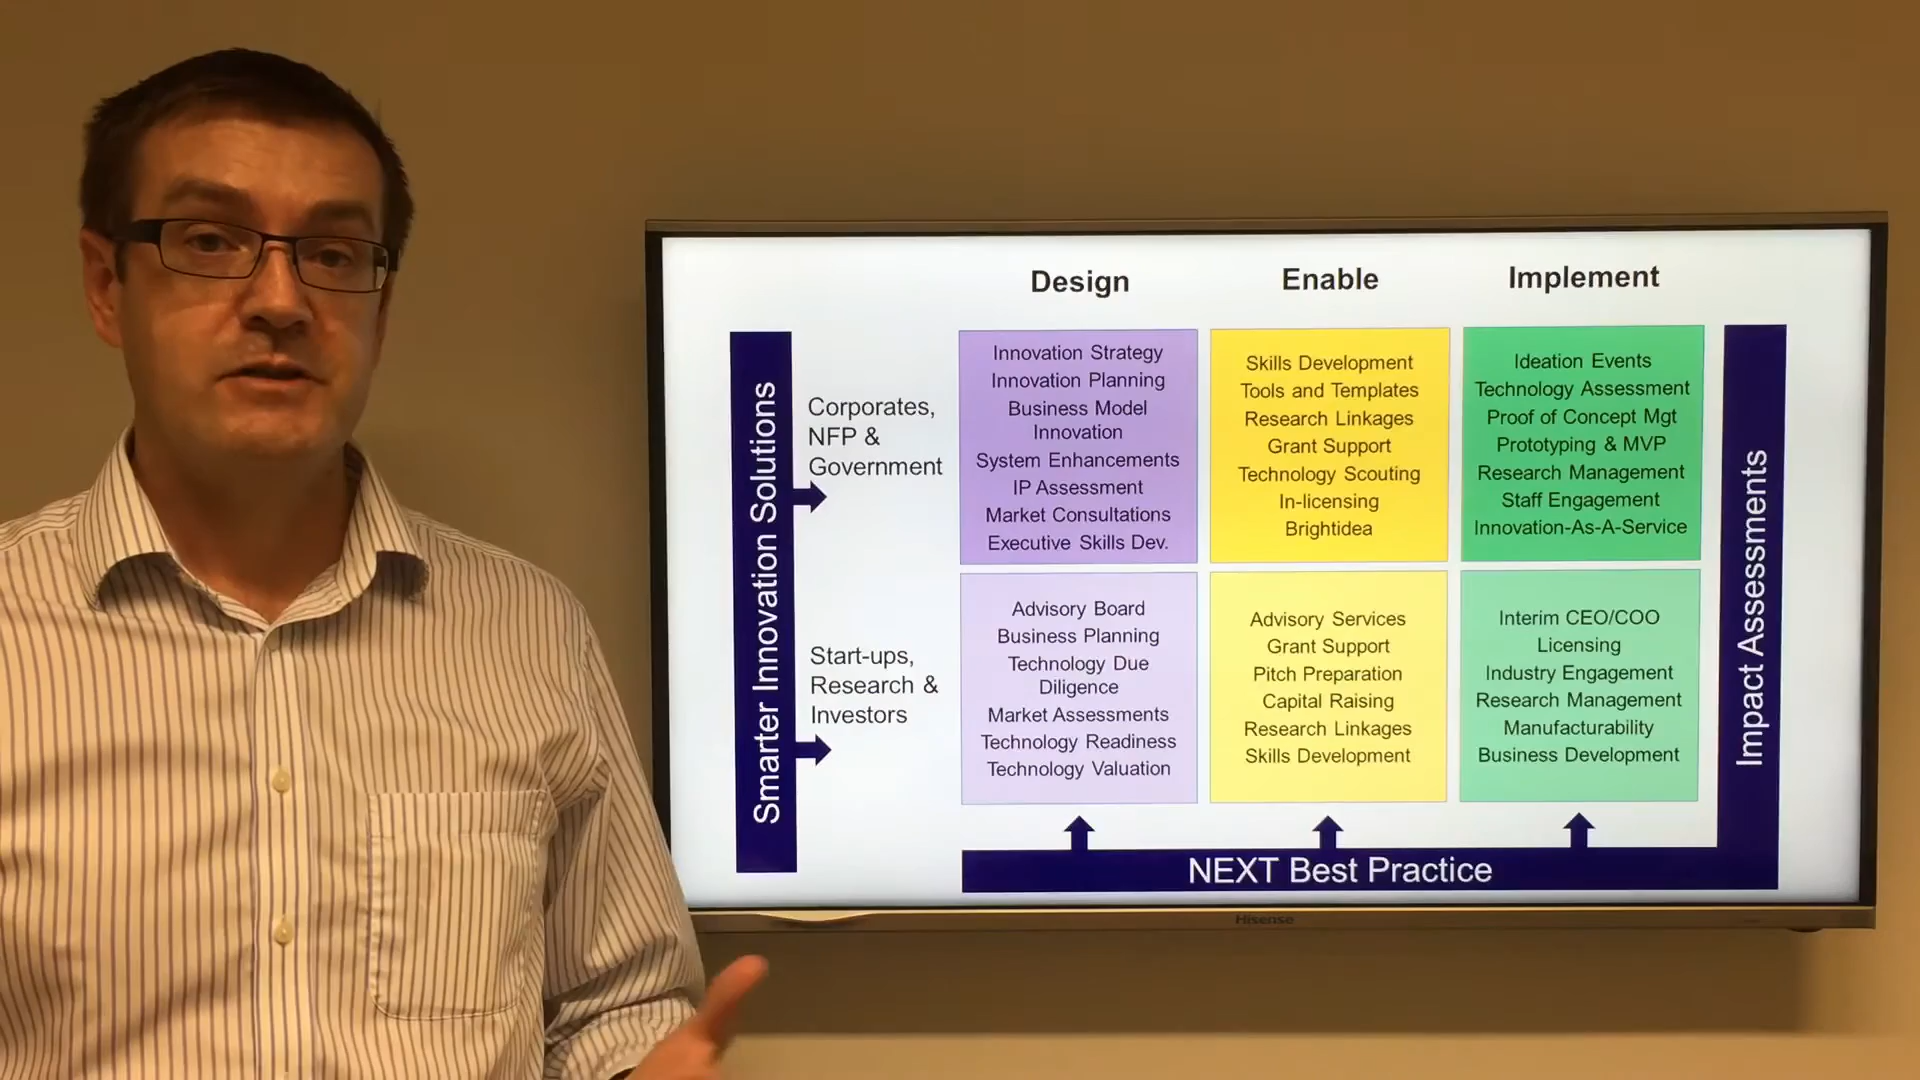 Design
Enable
Implement
Smarter Innovation Solutions
Corporates,
NFP &
Government
Innovation Strategy
Innovation Planning
Business Model
Innovation
System Enhancements
IP Assessment
Market Consultations
Executive Skills Dev.
Skills Development
Tools and Templates
Research Linkages
Grant Support
Technology Scouting
In-licensing
Brightidea
Ideation Events
Technology Assessment
Proof of Concept Mgt
Prototyping & MVP
Research Management
Staff Engagement
Innovation-As-A-Service
Start-ups,
Research &
Investors
Advisory Board
Business Planning
Technology Due
Diligence
Market Assessments
Technology Readiness
Technology Valuation
Advisory Services
Grant Support
Pitch Preparation
Capital Raising
Research Linkages
Skills Development
Interim CEO/COO
Licensing
Industry Engagement
Research Management
Manufacturability
Business Development
Impact Assessments
NEXT Best Practice
Hisense